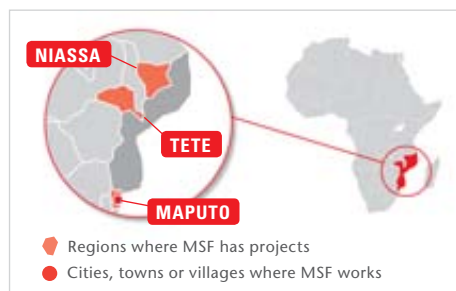 NIASSA
TETE
MAPUTO
Regions where MSF has projects
Cities, towns or villages where MSF works